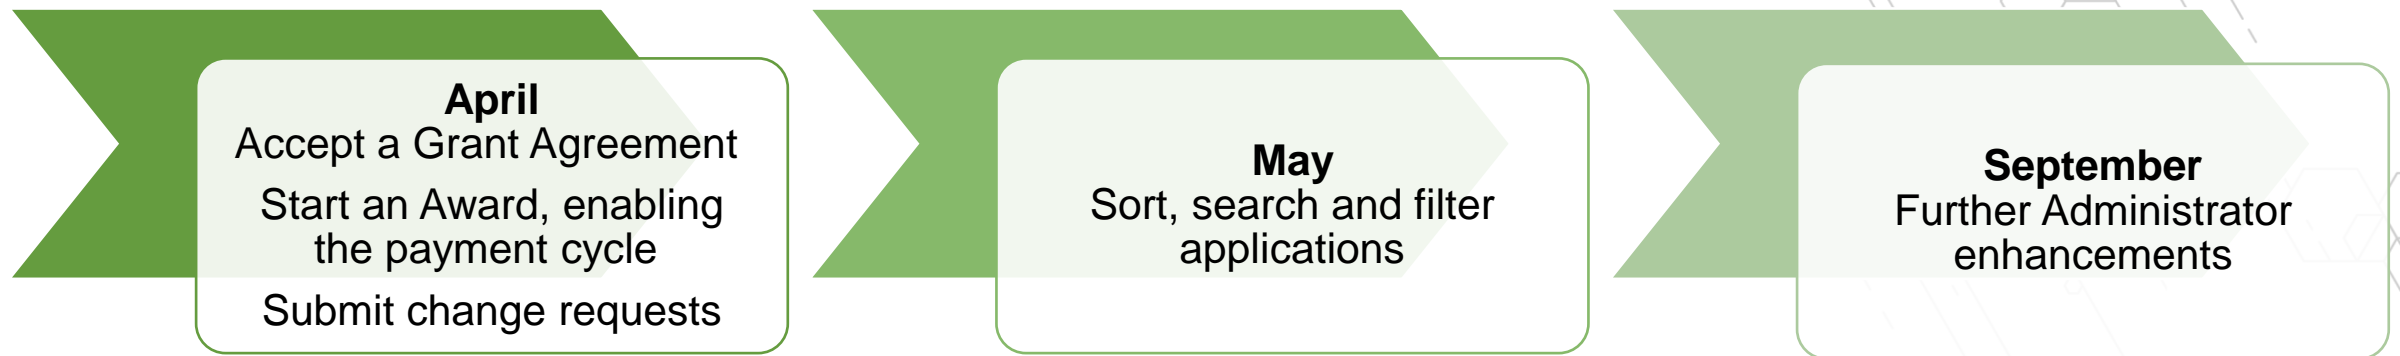 April
Accept a Grant Agreement
Start an Award, enabling
the payment cycle
Submit change requests
May
Sort, search and filter
applications
September
Further Administrator
enhancements